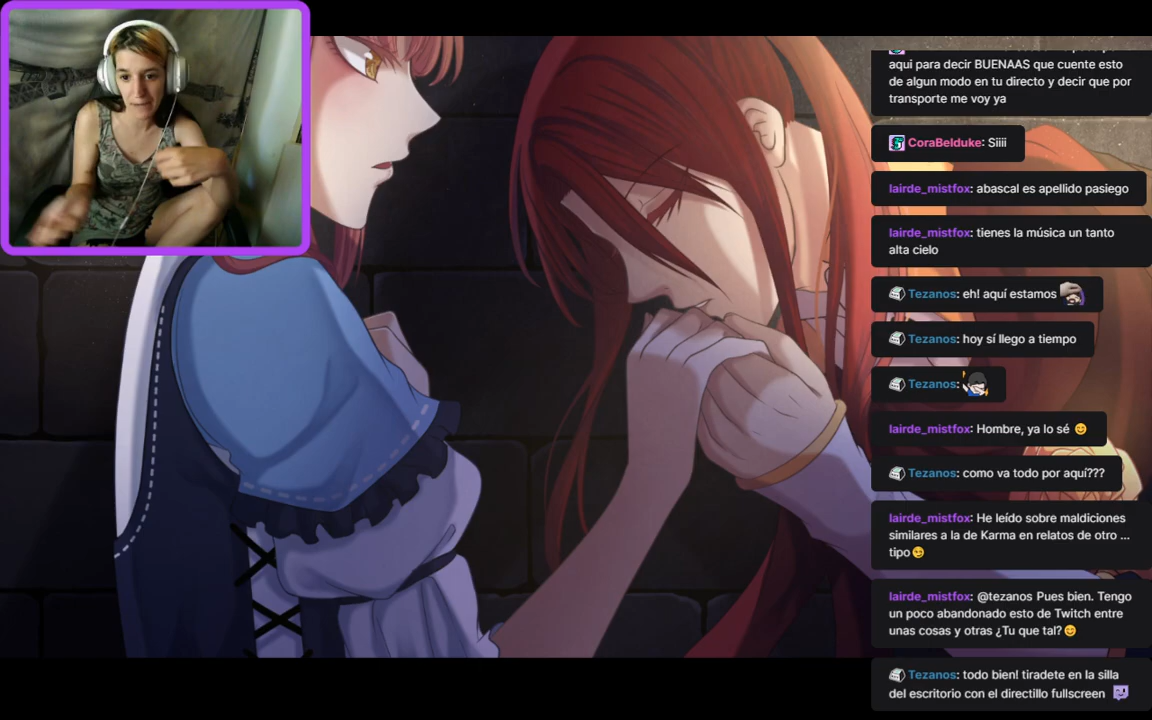 aqui para decir BUENAAS que cuente esto
de algun modo en tu directo y decir que por
transporte me voy ya
CoraBelduke: Siiii
lairde_mistfox: abascal es apellido pasiego
lairde_mistfox: tienes la música un tanto
alta cielo
Tezanos: eh! aquí estamos
Tezanos: hoy sí llego a tiempo
Tezanos:
lairde_mistfox: Hombre, ya lo sé 😊
Tezanos: como va todo por aquí???
lairde_mistfox: He leído sobre maldiciones
similares a la de Karma en relatos de otro ...
tipo😏
lairde_mistfox: @tezanos Pues bien. Tengo
un poco abandonado esto de Twitch entre
unas cosas y otras ¿Tu que tal?😊
Tezanos: todo bien! tiradete en la silla
del escritorio con el directillo fullscreen